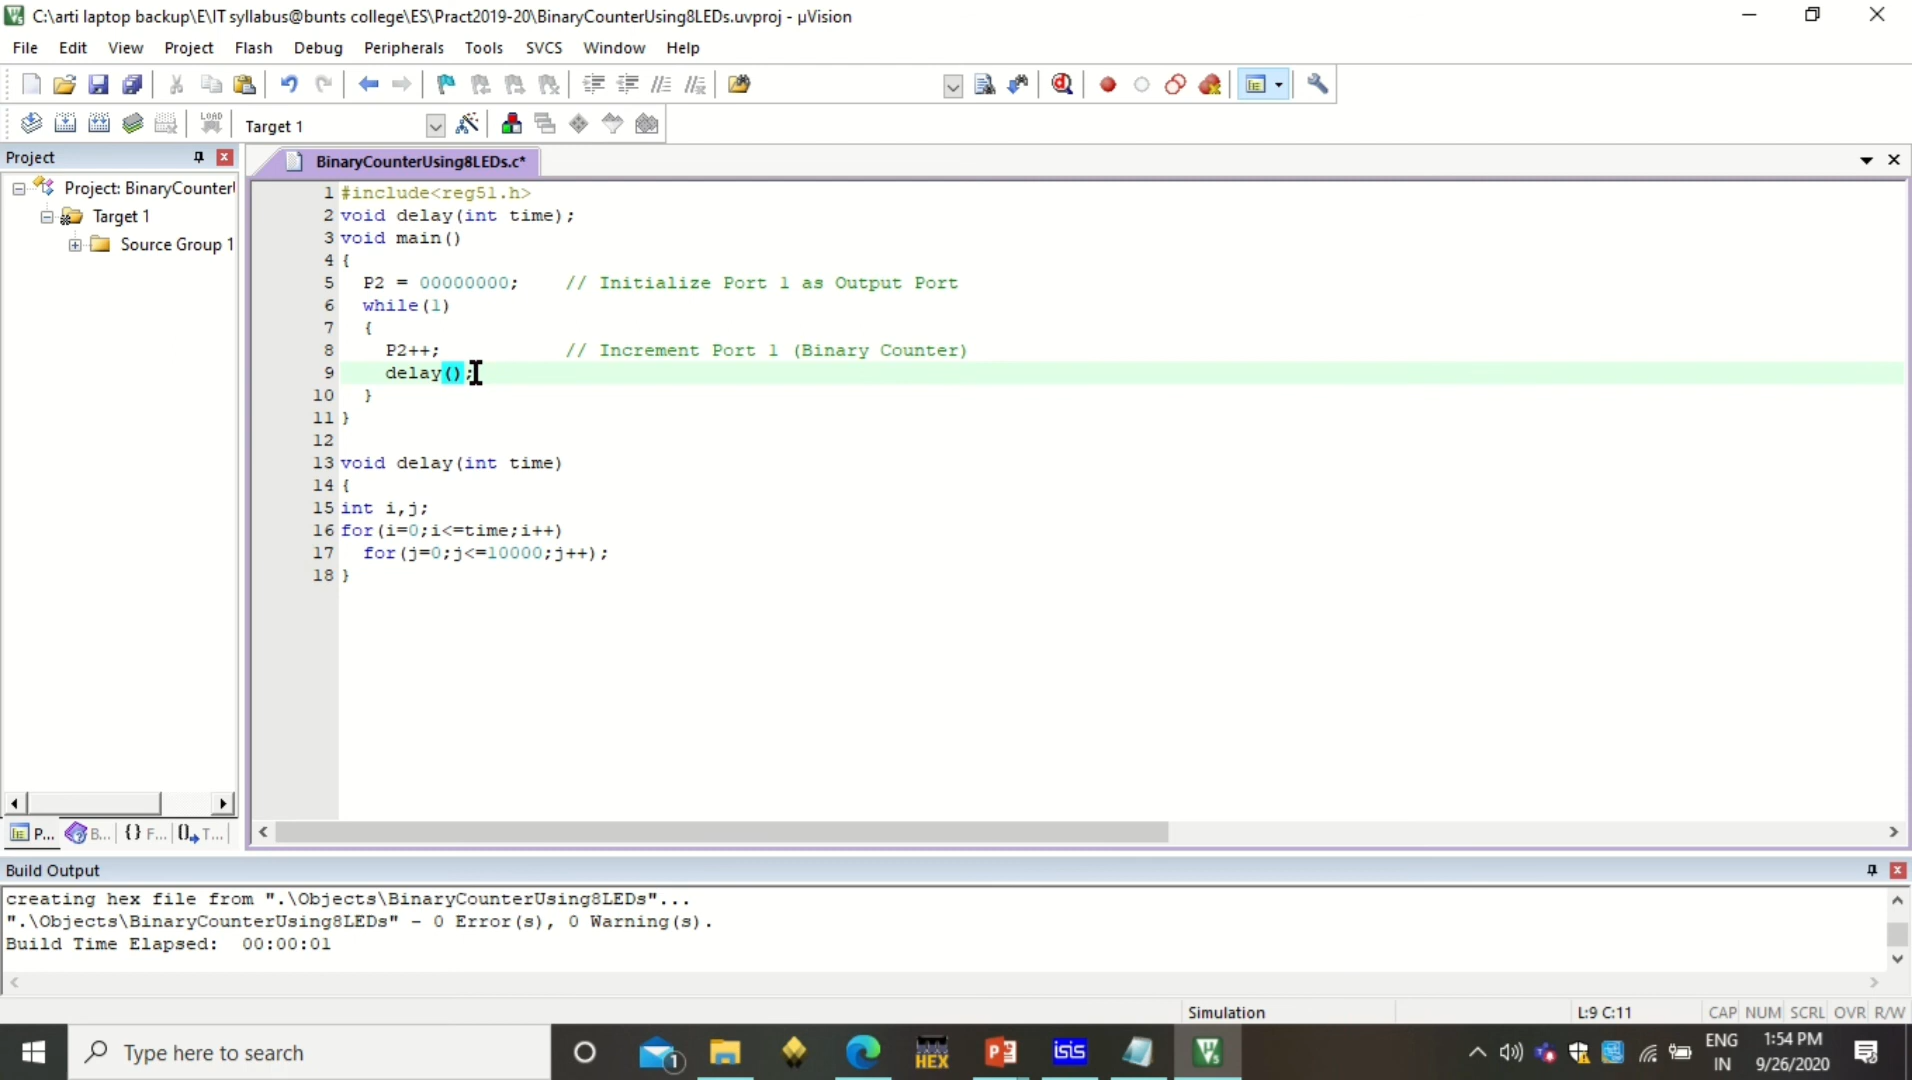 C:\arti laptop backup\E\IT syllabus@bunts college\ES\Pract2019-20\BinaryCounterUsing8LEDs.uvproj - µVision
File Edit View Project Flash Debug Peripherals Tools SVCS Window Help
LOAD
Target 1
Project
BinaryCounterUsing8LEDs.c*
Project: BinaryCounterU
Target 1
Source Group 1
1 #include<reg51.h>
2 void delay(int time);
3 void main()
4 {
5 P2 = 00000000; // Initialize Port 1 as Output Port
6 while(1)
7 {
8 P2++; // Increment Port 1 (Binary Counter)
9 delay();
10 }
11 }
12
13 void delay(int time)
14 {
15 int i,j;
16 for(i=0;i<=time;i++)
17 for(j=0;j<=10000;j++);
18 }
P... B... {} F... T...
Build Output
creating hex file from ".\Objects\BinaryCounterUsing8LEDs"...
".\Objects\BinaryCounterUsing8LEDs" - 0 Error(s), 0 Warning(s).
Build Time Elapsed: 00:00:01
Simulation
L:9 C:11
CAP NUM SCRL OVR R/W
Type here to search
1
HEX
isis
ENG
IN
1:54 PM
9/26/2020